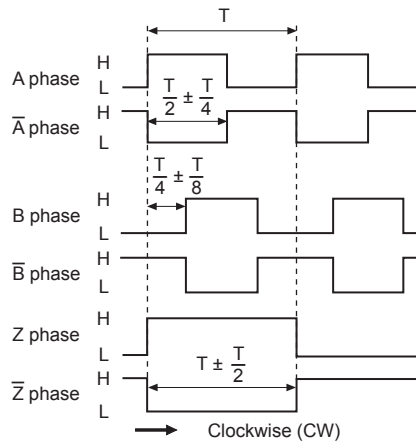 T
H
A phase
L
T/2 ± T/4
H
A̅ phase
L
T/4 ± T/8
H
B phase
L
H
B̅ phase
L
H
Z phase
L
T ± T/2
H
Z̅ phase
L
Clockwise (CW)